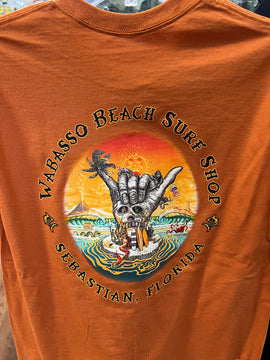 WABASSO BEACH SURF SHOP
SEBASTIAN, FLORIDA